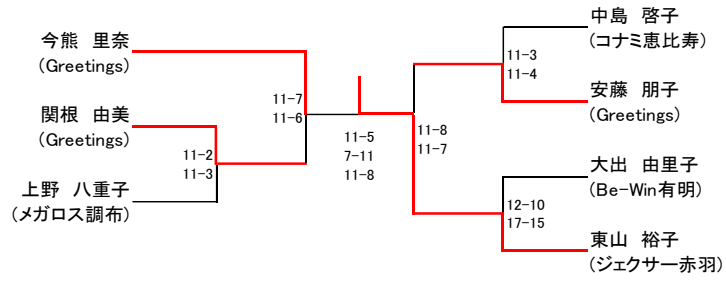 今熊　里奈
(Greetings)
関根　由美
(Greetings)
上野　八重子
(メガロス調布)
11-2
11-3
11-7
11-6
11-5
7-11
11-8
11-8
11-7
中島　啓子
(コナミ恵比寿)
11-3
11-4
安藤　朋子
(Greetings)
大出　由里子
(Be-Win有明)
12-10
17-15
東山　裕子
(ジェクサー赤羽)